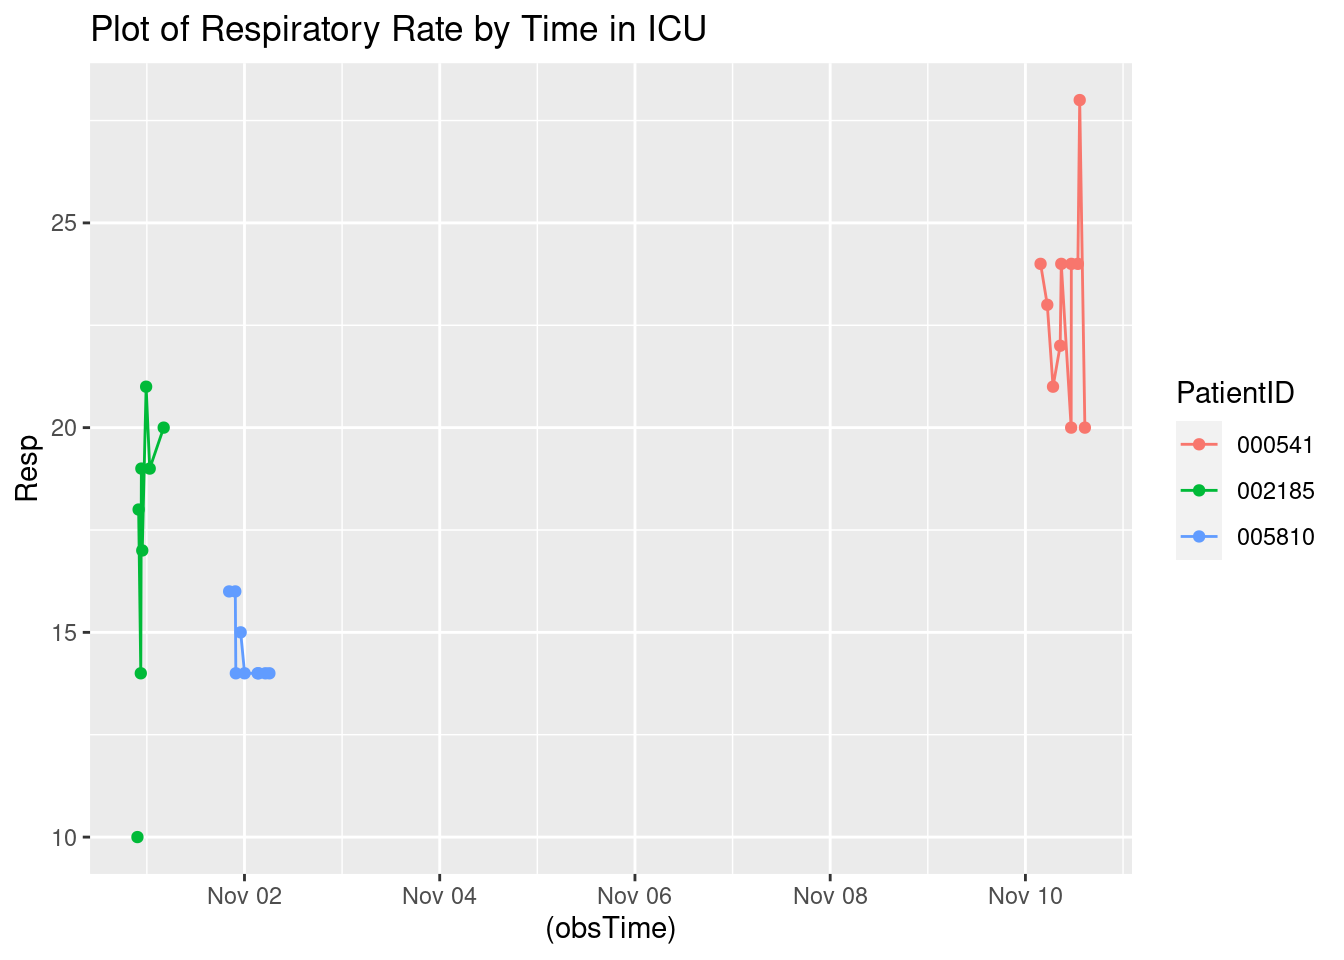 Plot of Respiratory Rate by Time in ICU
Resp
25
20
15
10
Nov 02
Nov 04
Nov 06
Nov 08
Nov 10
(obsTime)
PatientID
000541
002185
005810